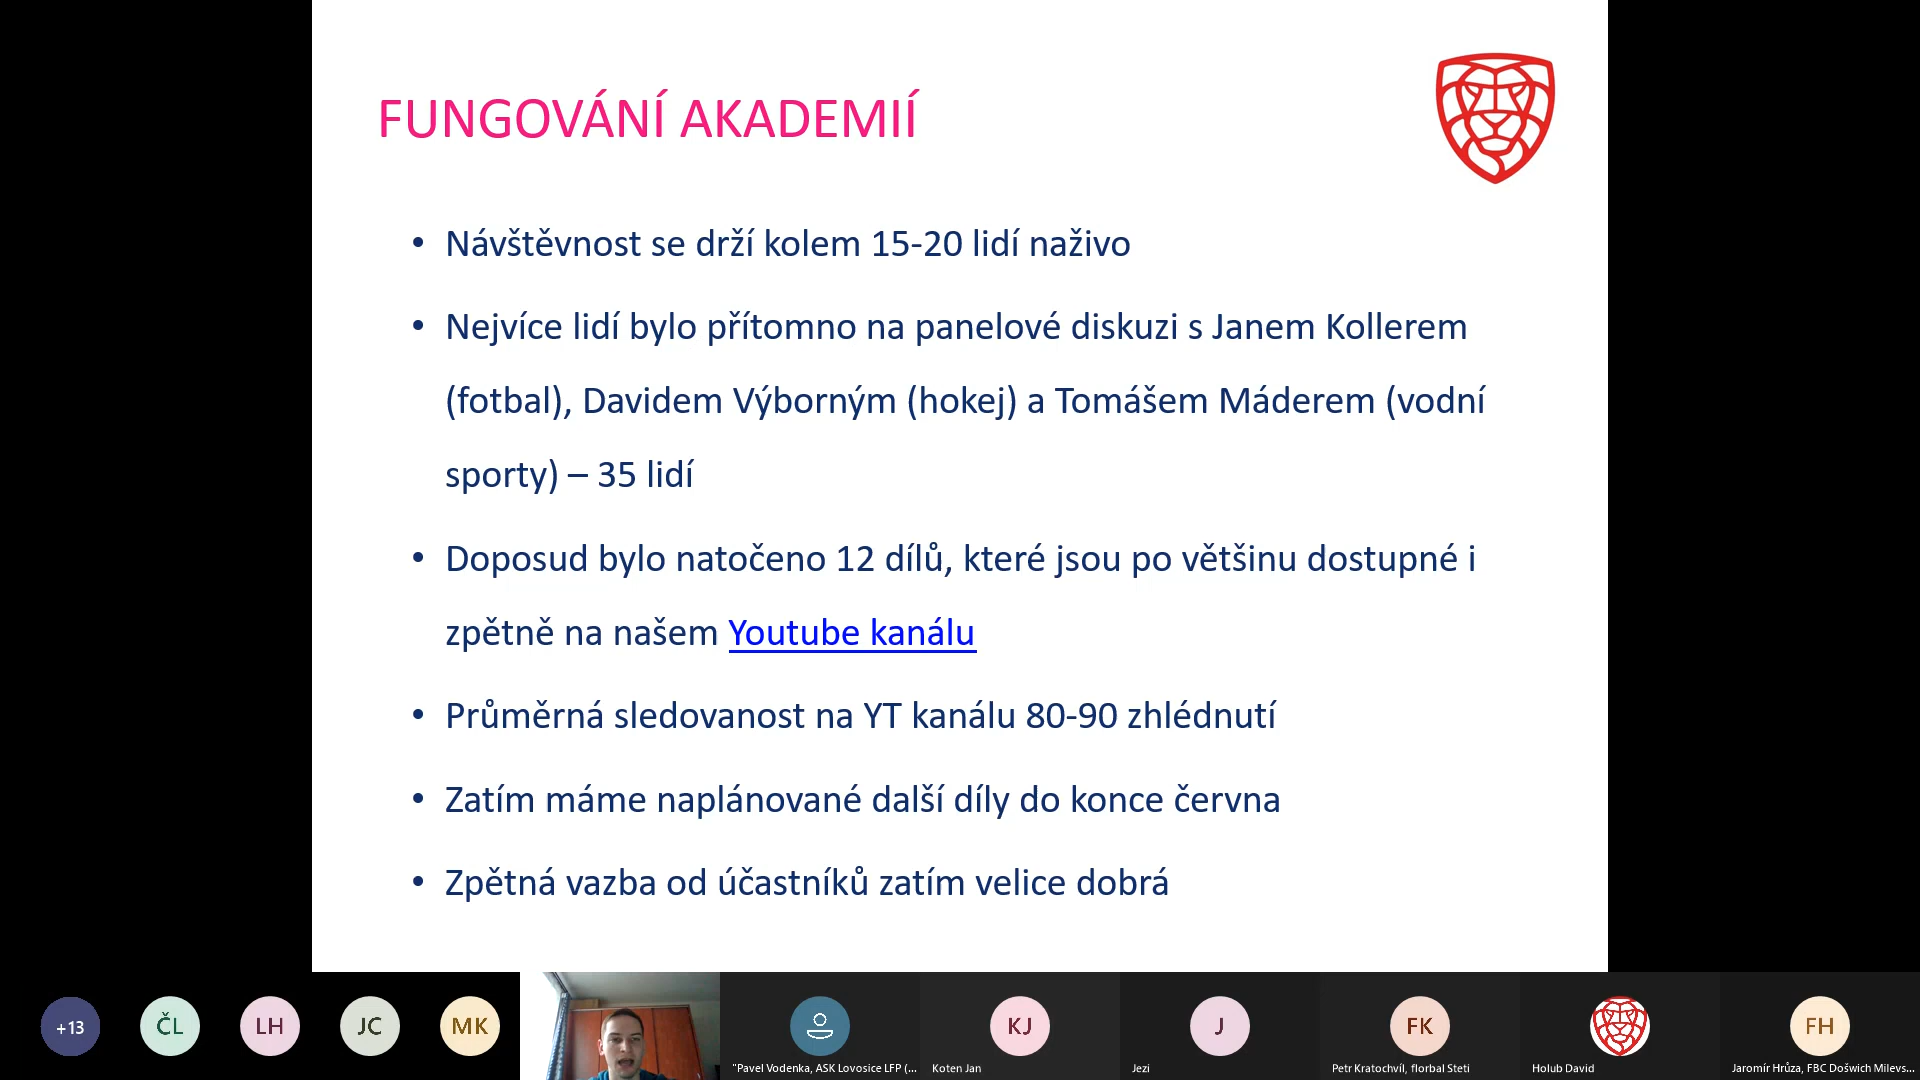 FUNGOVÁNÍ AKADEMIÍ
• Návštěvnost se drží kolem 15-20 lidí naživo
• Nejvíce lidí bylo přítomno na panelové diskuzi s Janem Kollerem
(fotbal), Davidem Výborným (hokej) a Tomášem Máderem (vodní
sporty) – 35 lidí
• Doposud bylo natočeno 12 dílů, které jsou po většinu dostupné i
zpětně na našem Youtube kanálu
• Průměrná sledovanost na YT kanálu 80-90 zhlédnutí
• Zatím máme naplánované další díly do konce června
• Zpětná vazba od účastníků zatím velice dobrá
+13
ČL
LH
JC
MK
KJ
J
FK
FH
"Pavel Vodenka, ASK Lovosice LFP (...
Koten Jan
Jezi
Petr Kratochvíl, florbal Steti
Holub David
Jaromír Hrůza, FBC Došwich Milevs...